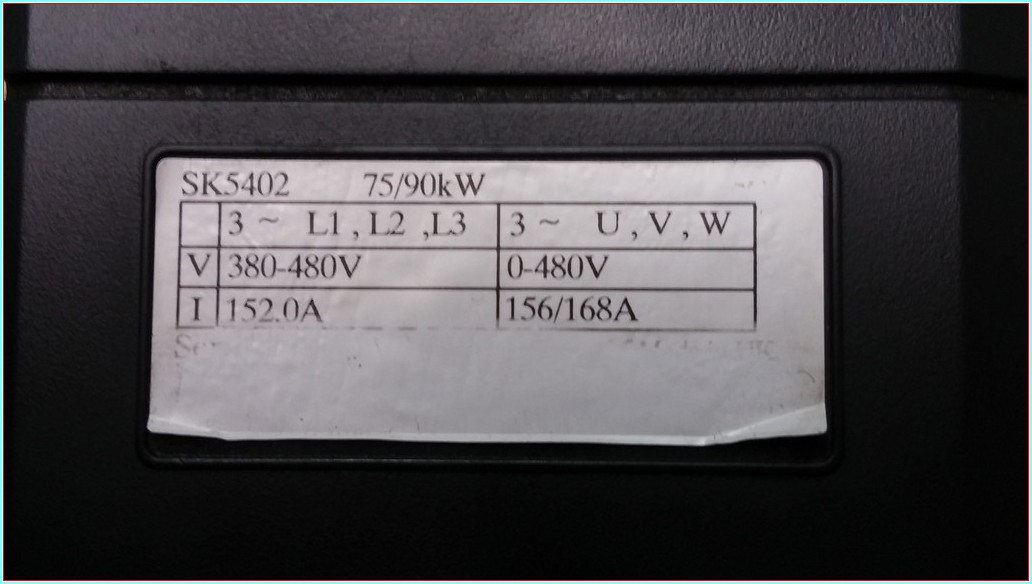 SK5402 75/90kW
3 ~ L1 , L2 ,L3 3 ~ U , V , W
V 380-480V 0-480V
I 152.0A 156/168A